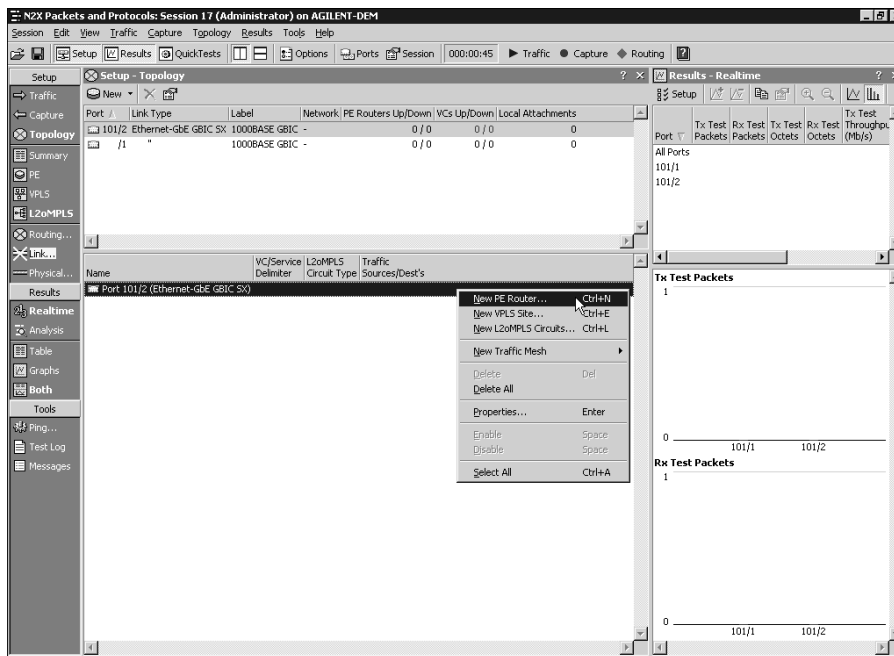 N2X Packets and Protocols: Session 17 (Administrator) on AGILENT-DEM
Session Edit View Traffic Capture Topology Results Tools Help
Setup Results QuickTests Options Ports Session 000:00:45 Traffic Capture Routing
Setup
Traffic
Capture
Topology
Summary
PE
VPLS
L2oMPLS
Routing...
Link...
Physical...
Results
Realtime
Analysis
Table
Graphs
Both
Tools
Ping...
Test Log
Messages
Setup - Topology ? ×
New
Port Link Type Label Network PE Routers Up/Down VCs Up/Down Local Attachments
101/2 Ethernet-GbE GBIC SX 1000BASE GBIC - 0 / 0 0 / 0 0
/1 " 1000BASE GBIC - 0 / 0 0 / 0 0
Name VC/Service Delimiter L2oMPLS Circuit Type Traffic Sources/Dest's
Port 101/2 (Ethernet-GbE GBIC SX)
New PE Router... Ctrl+N
New VPLS Site... Ctrl+E
New L2oMPLS Circuits... Ctrl+L
New Traffic Mesh
Delete Del
Delete All
Properties... Enter
Enable Space
Disable Space
Select All Ctrl+A
Results - Realtime ?
Setup
Port Tx Test Packets Rx Test Packets Tx Test Octets Rx Test Octets Tx Test Throughpu (Mb/s)
All Ports
101/1
101/2
Tx Test Packets
1
0
101/1 101/2
Rx Test Packets
1
0
101/1 101/2